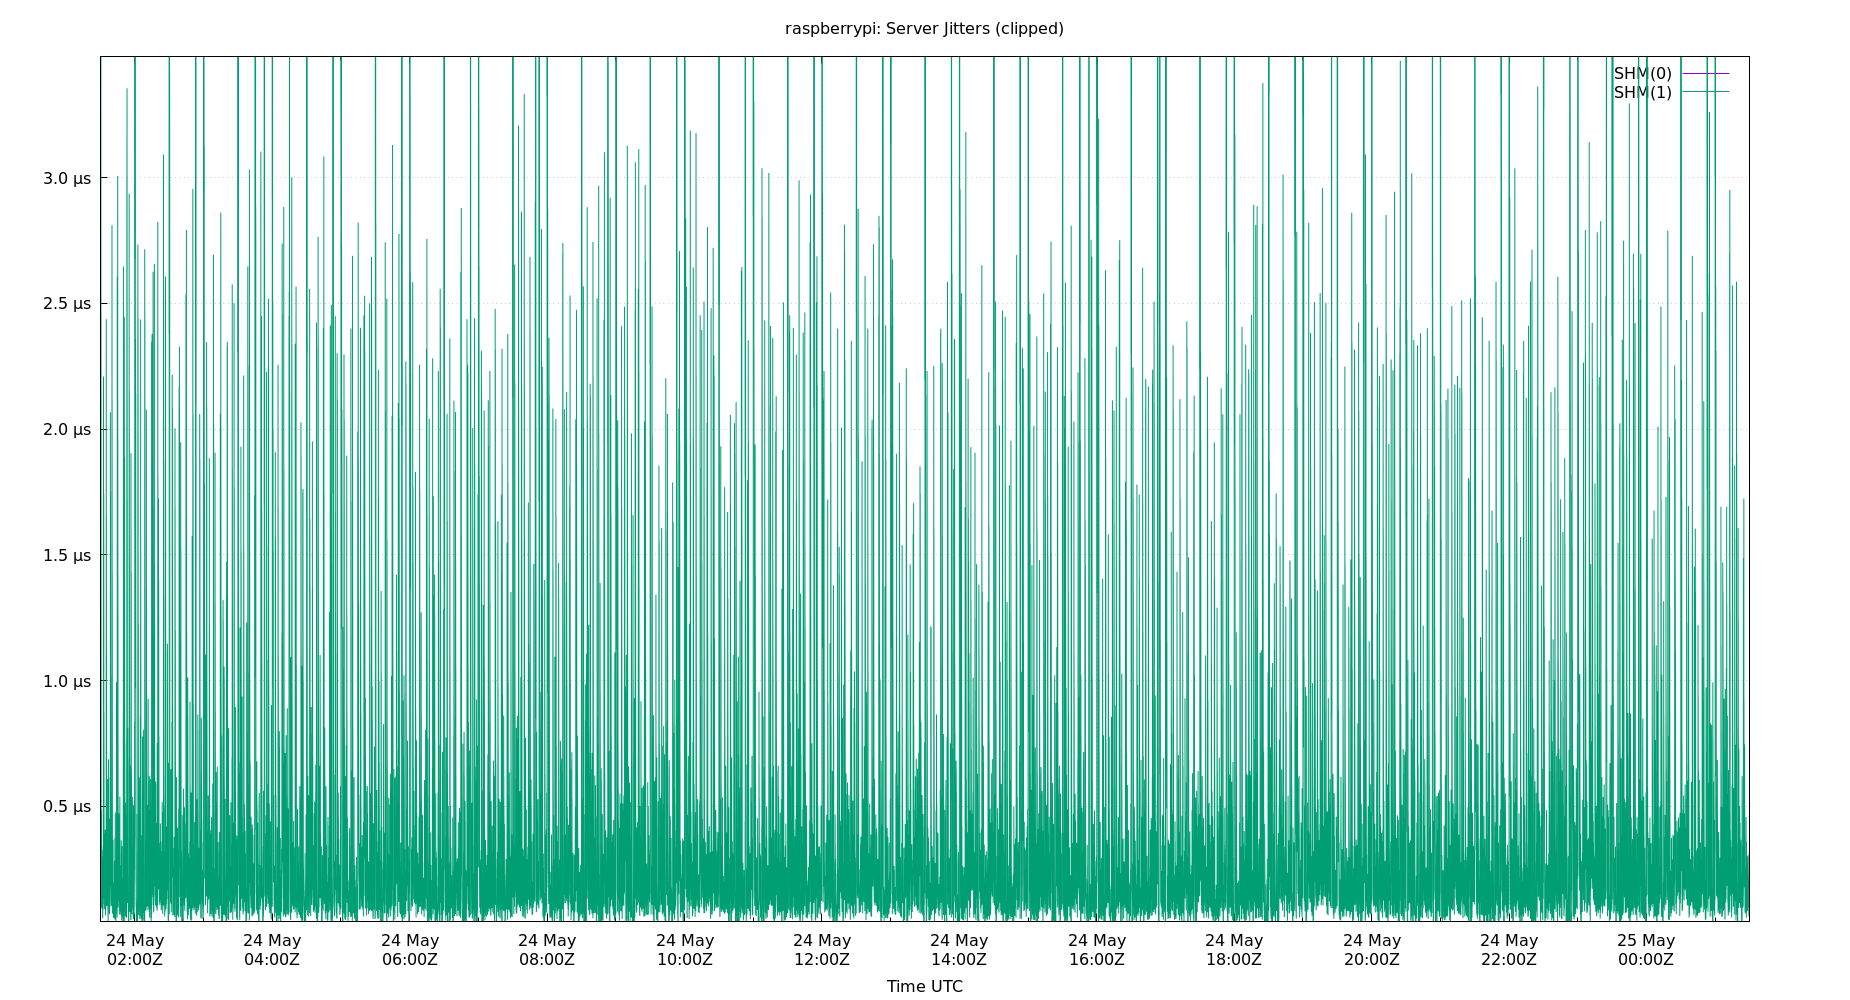 raspberrypi: Server Jitters (clipped)
SHM(0)
SHM(1)
3.0 µs
2.5 µs
2.0 µs
1.5 µs
1.0 µs
0.5 µs
24 May 24 May 24 May 24 May 24 May 24 May 24 May 24 May 24 May 24 May 24 May 25 May
02:00Z 04:00Z 06:00Z 08:00Z 10:00Z 12:00Z 14:00Z 16:00Z 18:00Z 20:00Z 22:00Z 00:00Z
Time UTC